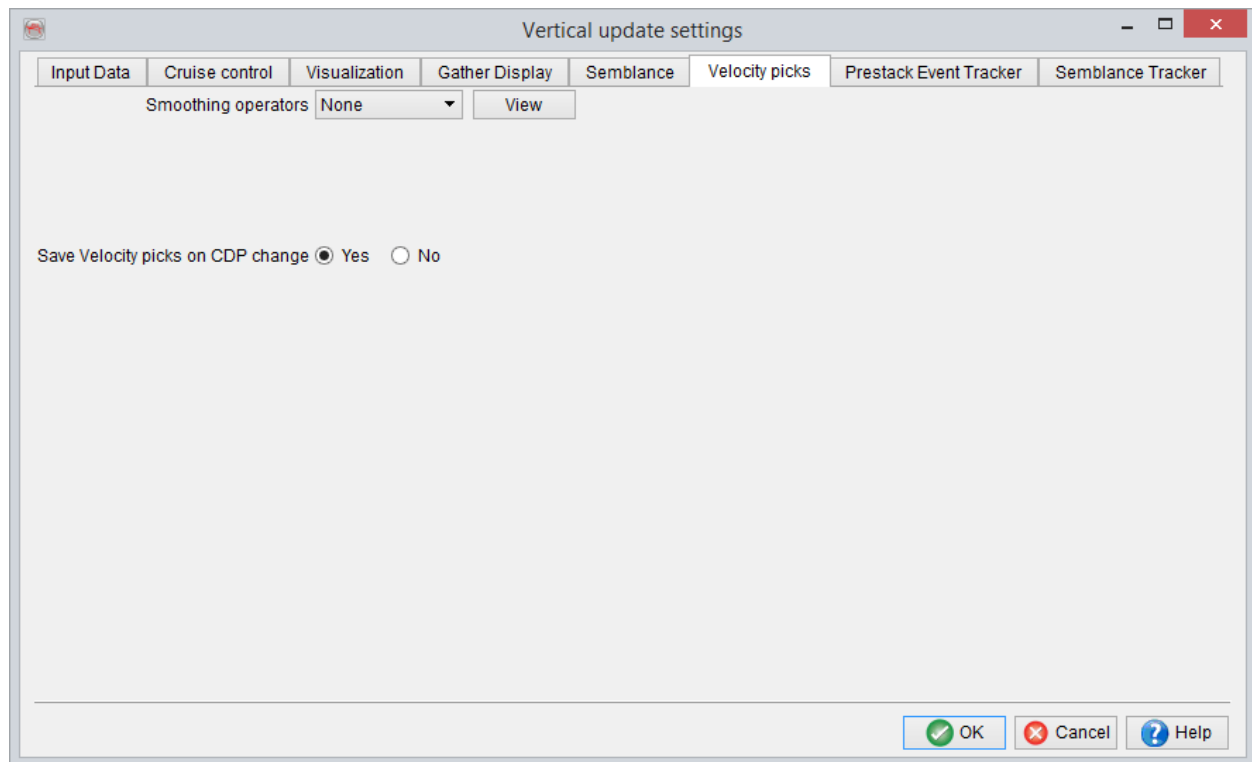 Vertical update settings
Input Data Cruise control Visualization Gather Display Semblance Velocity picks Prestack Event Tracker Semblance Tracker
Smoothing operators None View
Save Velocity picks on CDP change Yes No
OK Cancel Help